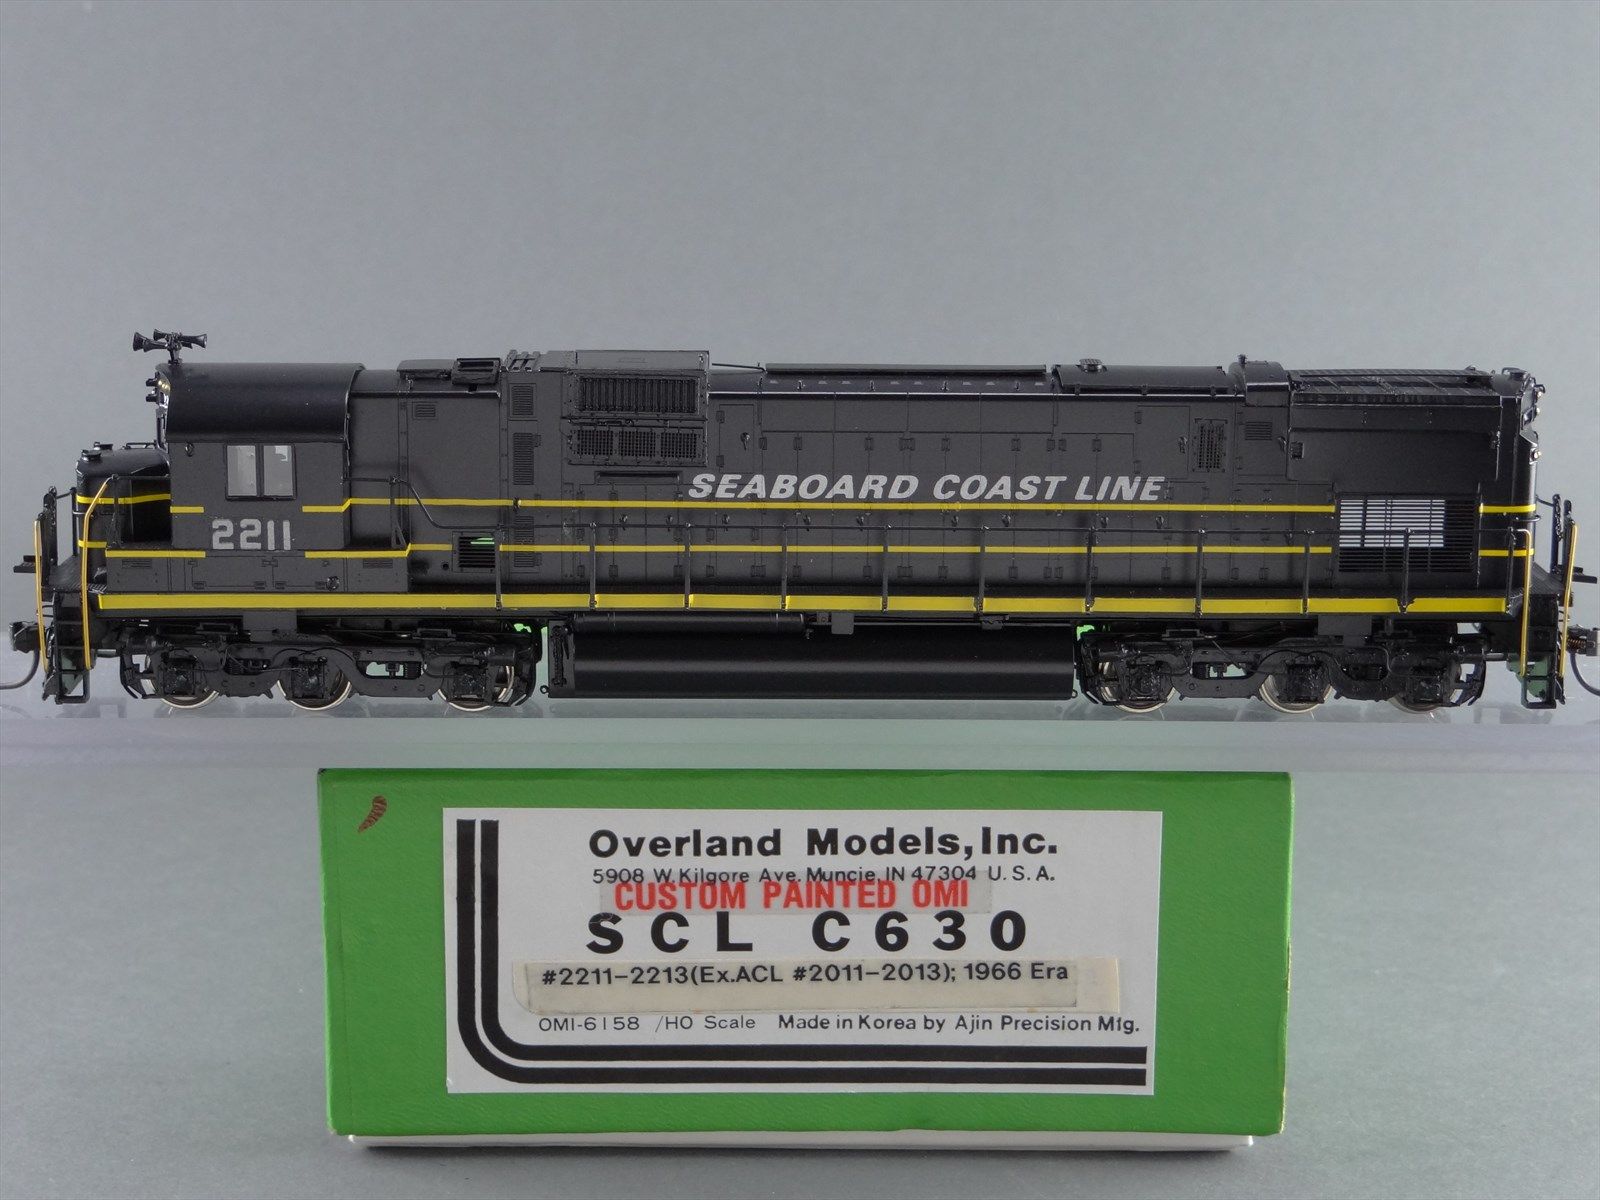 SEABOARD COAST LINE
2211
Overland Models, Inc.
5908 W. Kilgore Ave. Muncie, IN 47304 U.S.A.
CUSTOM PAINTED OMI
SCL C630
#2211-2213(Ex.ACL #2011-2013); 1966 Era
OMI-6158 /HO Scale Made in Korea by Ajin Precision Mfg.